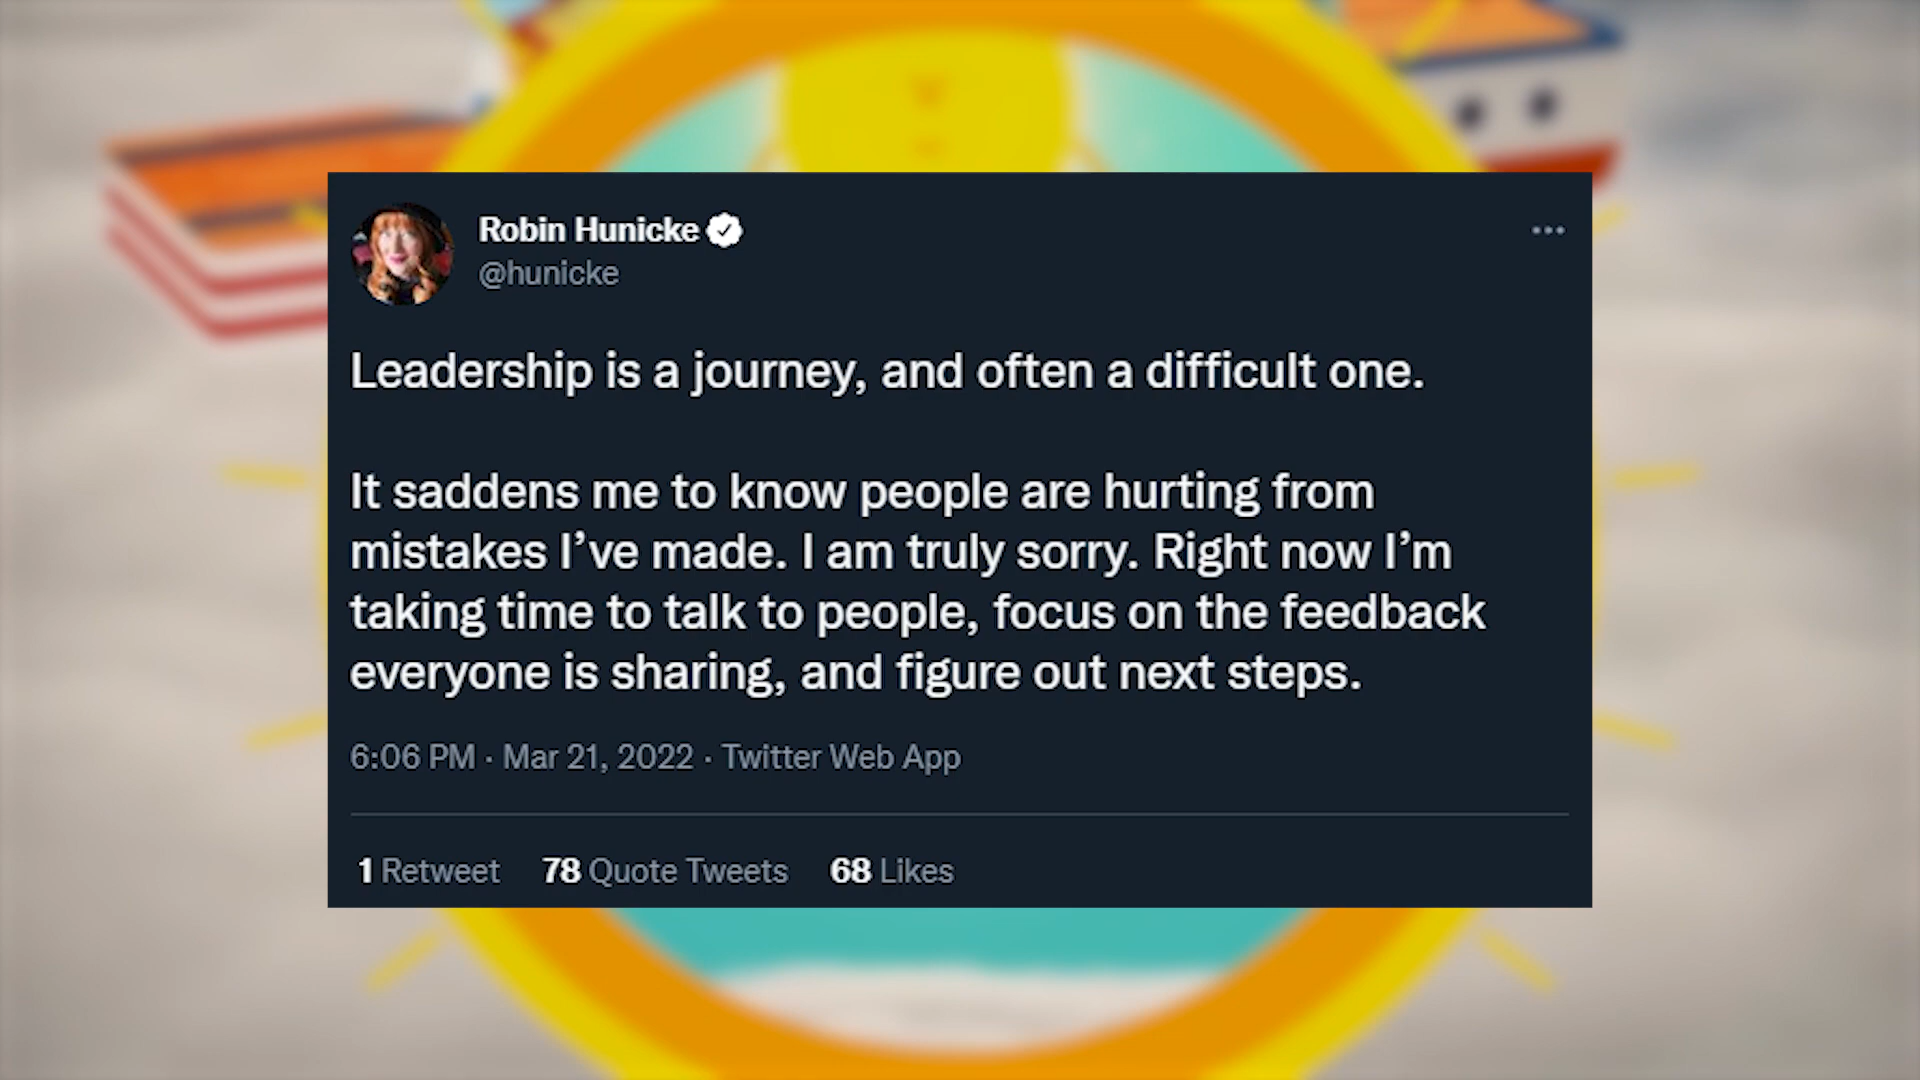 Robin Hunicke
@hunicke
Leadership is a journey, and often a difficult one.
It saddens me to know people are hurting from
mistakes I’ve made. I am truly sorry. Right now I’m
taking time to talk to people, focus on the feedback
everyone is sharing, and figure out next steps.
6:06 PM · Mar 21, 2022 · Twitter Web App
1 Retweet 78 Quote Tweets 68 Likes